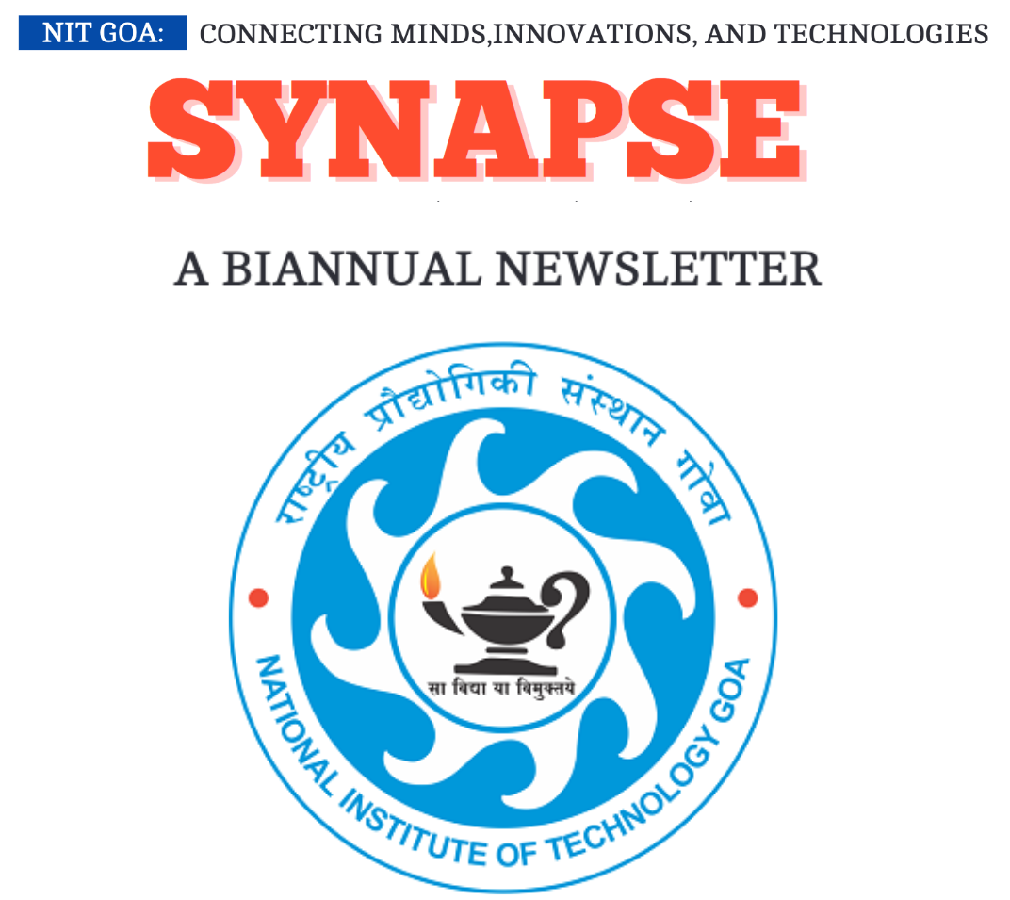 NIT GOA: CONNECTING MINDS,INNOVATIONS, AND TECHNOLOGIES
SYNAPSE
A BIANNUAL NEWSLETTER
राष्ट्रीय प्रौद्योगिकी संस्थान गोवा
सा विद्या या विमुक्तये
NATIONAL INSTITUTE OF TECHNOLOGY GOA